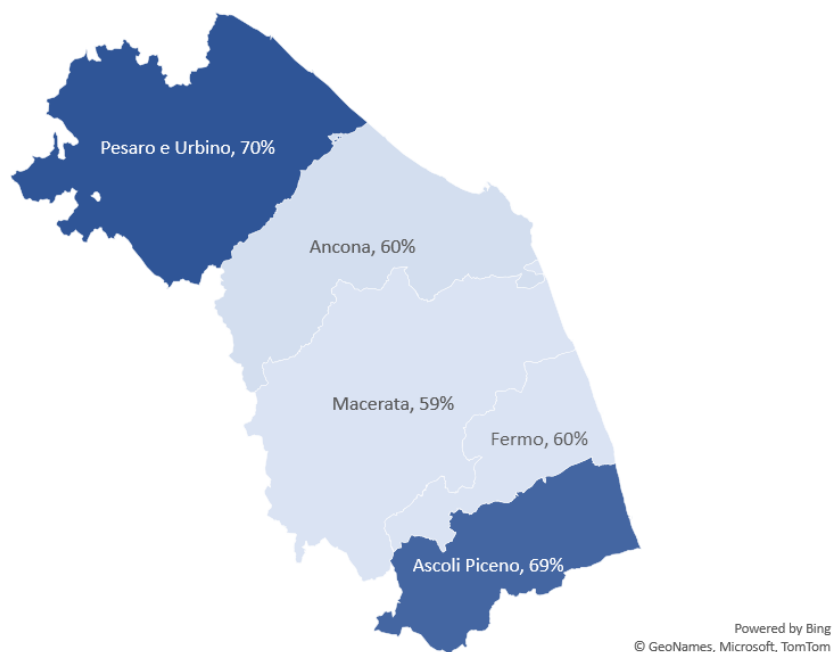 Pesaro e Urbino, 70%
Ancona, 60%
Macerata, 59%
Fermo, 60%
Ascoli Piceno, 69%
Powered by Bing
© GeoNames, Microsoft, TomTom